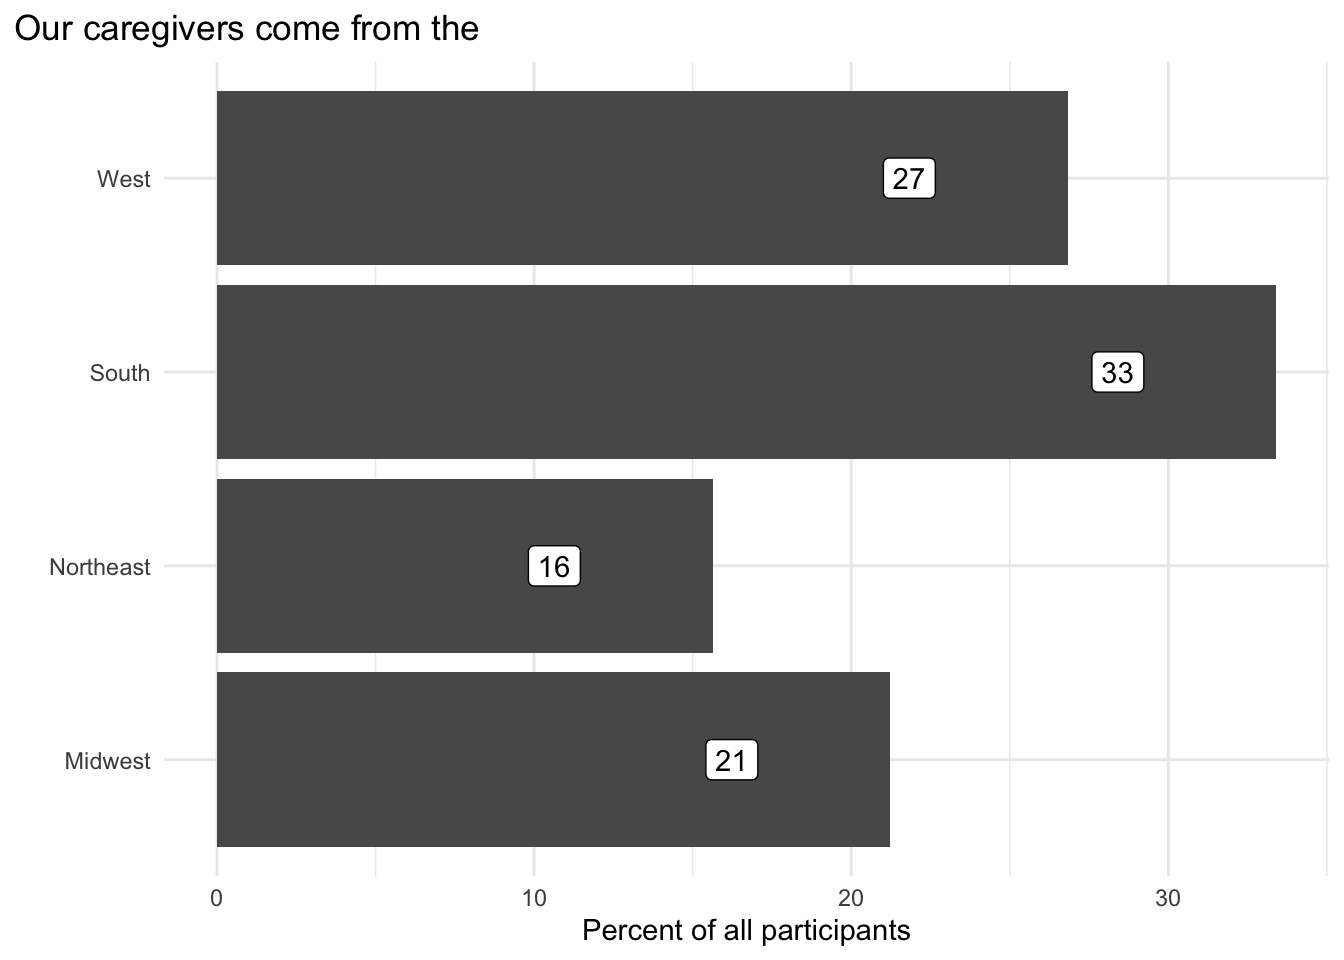 Our caregivers come from the
West
27
South
33
Northeast
16
Midwest
21
0 10 20 30
Percent of all participants